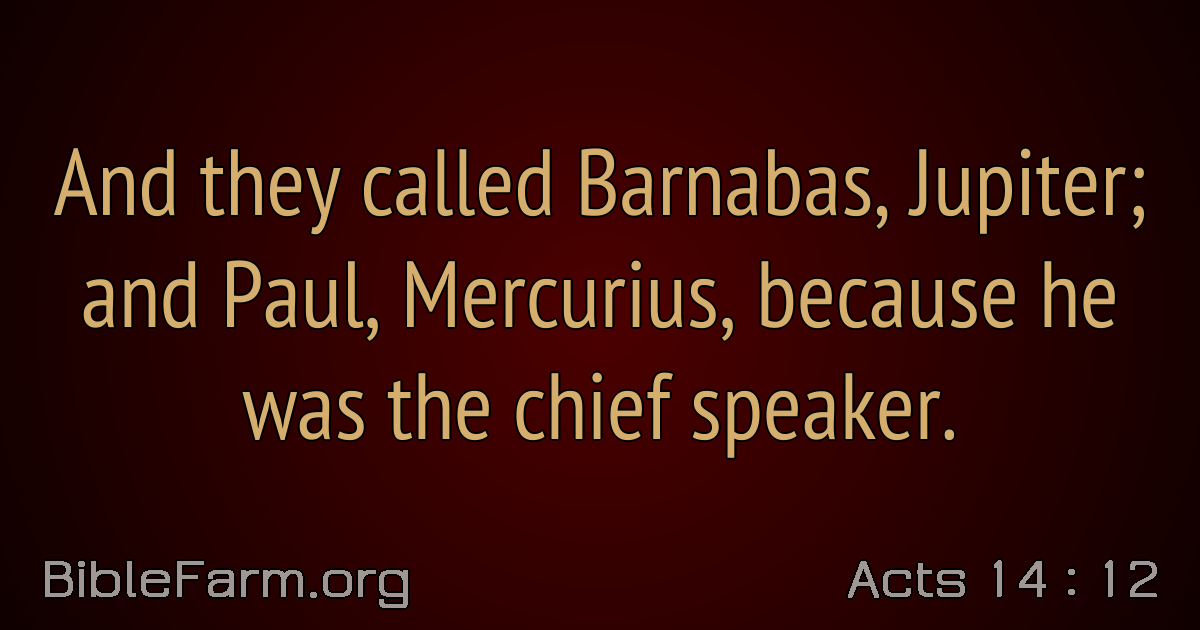 And they called Barnabas, Jupiter;
and Paul, Mercurius, because he
was the chief speaker.
BibleFarm.org
Acts 14:12